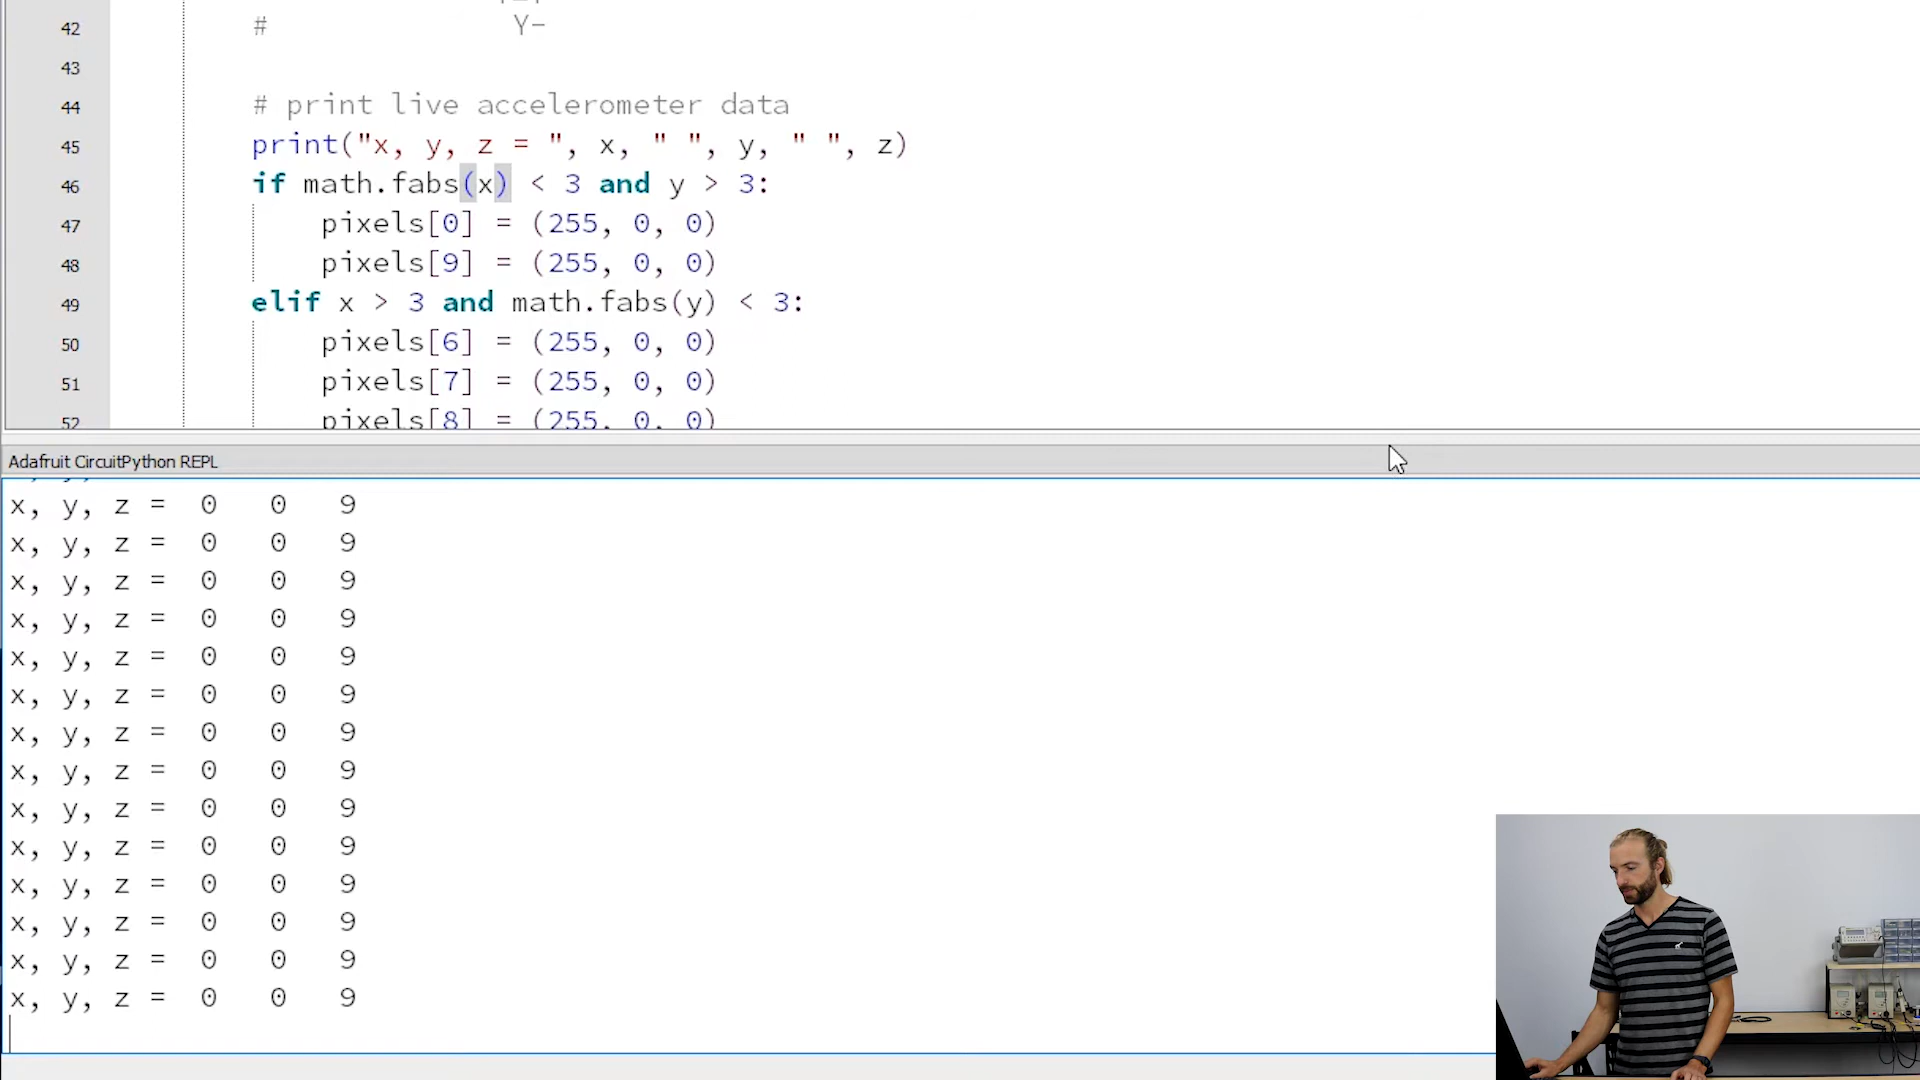 42 # Y-
43
44 # print live accelerometer data
45 print("x, y, z = ", x, " ", y, " ", z)
46 if math.fabs(x) < 3 and y > 3:
47 pixels[0] = (255, 0, 0)
48 pixels[9] = (255, 0, 0)
49 elif x > 3 and math.fabs(y) < 3:
50 pixels[6] = (255, 0, 0)
51 pixels[7] = (255, 0, 0)
52 pixels[8] = (255, 0, 0)
Adafruit CircuitPython REPL
x, y, z = 0 0 9
x, y, z = 0 0 9
x, y, z = 0 0 9
x, y, z = 0 0 9
x, y, z = 0 0 9
x, y, z = 0 0 9
x, y, z = 0 0 9
x, y, z = 0 0 9
x, y, z = 0 0 9
x, y, z = 0 0 9
x, y, z = 0 0 9
x, y, z = 0 0 9
x, y, z = 0 0 9
x, y, z = 0 0 9